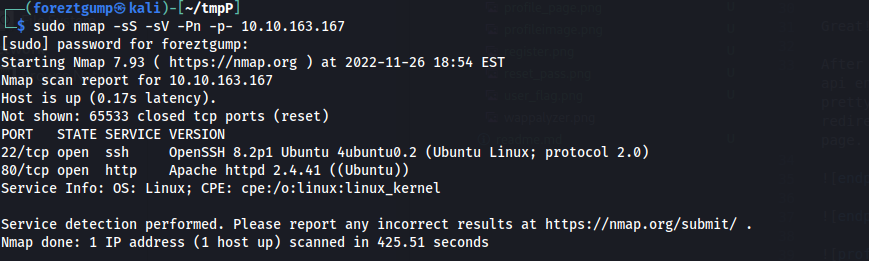 (foreztgump㉿kali)-[~/tmpP]
$ sudo nmap -sS -sV -Pn -p- 10.10.163.167
[sudo] password for foreztgump:
Starting Nmap 7.93 ( https://nmap.org ) at 2022-11-26 18:54 EST
Nmap scan report for 10.10.163.167
Host is up (0.17s latency).
Not shown: 65533 closed tcp ports (reset)
PORT   STATE SERVICE VERSION
22/tcp open  ssh     OpenSSH 8.2p1 Ubuntu 4ubuntu0.2 (Ubuntu Linux; protocol 2.0)
80/tcp open  http    Apache httpd 2.4.41 ((Ubuntu))
Service Info: OS: Linux; CPE: cpe:/o:linux:linux_kernel
Service detection performed. Please report any incorrect results at https://nmap.org/submit/ .
Nmap done: 1 IP address (1 host up) scanned in 425.51 seconds
profile_page.png
register.png